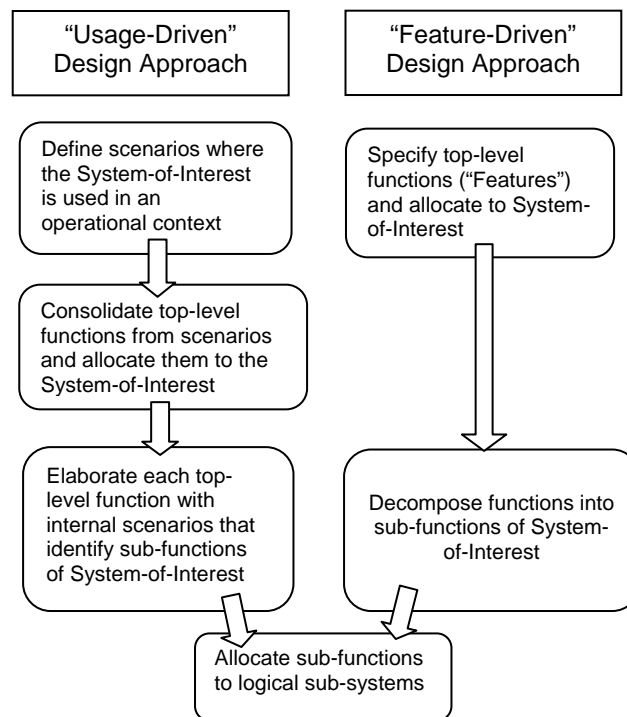 “Usage-Driven”
Design Approach
“Feature-Driven”
Design Approach
Define scenarios where
the System-of-Interest
is used in an
operational context
Specify top-level
functions (“Features”)
and allocate to System-
of-Interest
Consolidate top-level
functions from scenarios
and allocate them to the
System-of-Interest
Elaborate each top-
level function with
internal scenarios that
identify sub-functions
of System-of-Interest
Decompose functions into
sub-functions of System-
of-Interest
Allocate sub-functions
to logical sub-systems